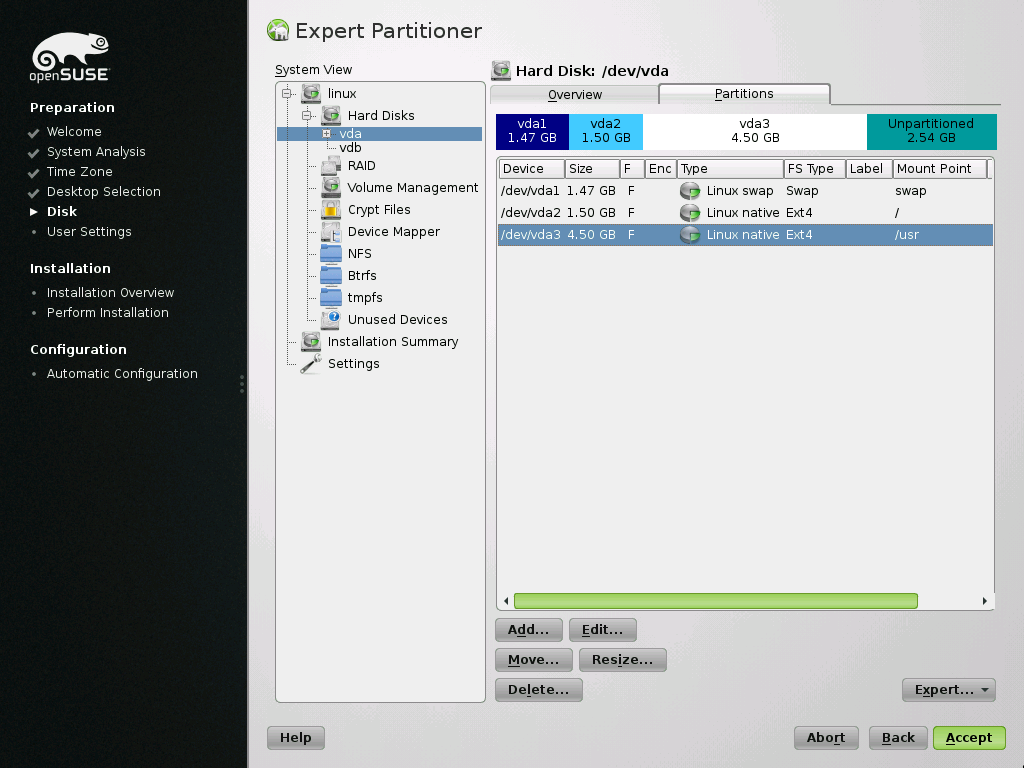 openSUSE
Preparation
Welcome
System Analysis
Time Zone
Desktop Selection
Disk
User Settings
Installation
Installation Overview
Perform Installation
Configuration
Automatic Configuration
Expert Partitioner
System View
linux
Hard Disks
vda
vdb
RAID
Volume Management
Crypt Files
Device Mapper
NFS
Btrfs
tmpfs
Unused Devices
Installation Summary
Settings
Hard Disk: /dev/vda
Overview Partitions
vda1 vda2 vda3 Unpartitioned
1.47 GB 1.50 GB 4.50 GB 2.54 GB
Device Size F Enc Type FS Type Label Mount Point
/dev/vda1 1.47 GB F Linux swap Swap swap
/dev/vda2 1.50 GB F Linux native Ext4 /
/dev/vda3 4.50 GB F Linux native Ext4 /usr
Add... Edit...
Move... Resize...
Delete... Expert...
Help Abort Back Accept